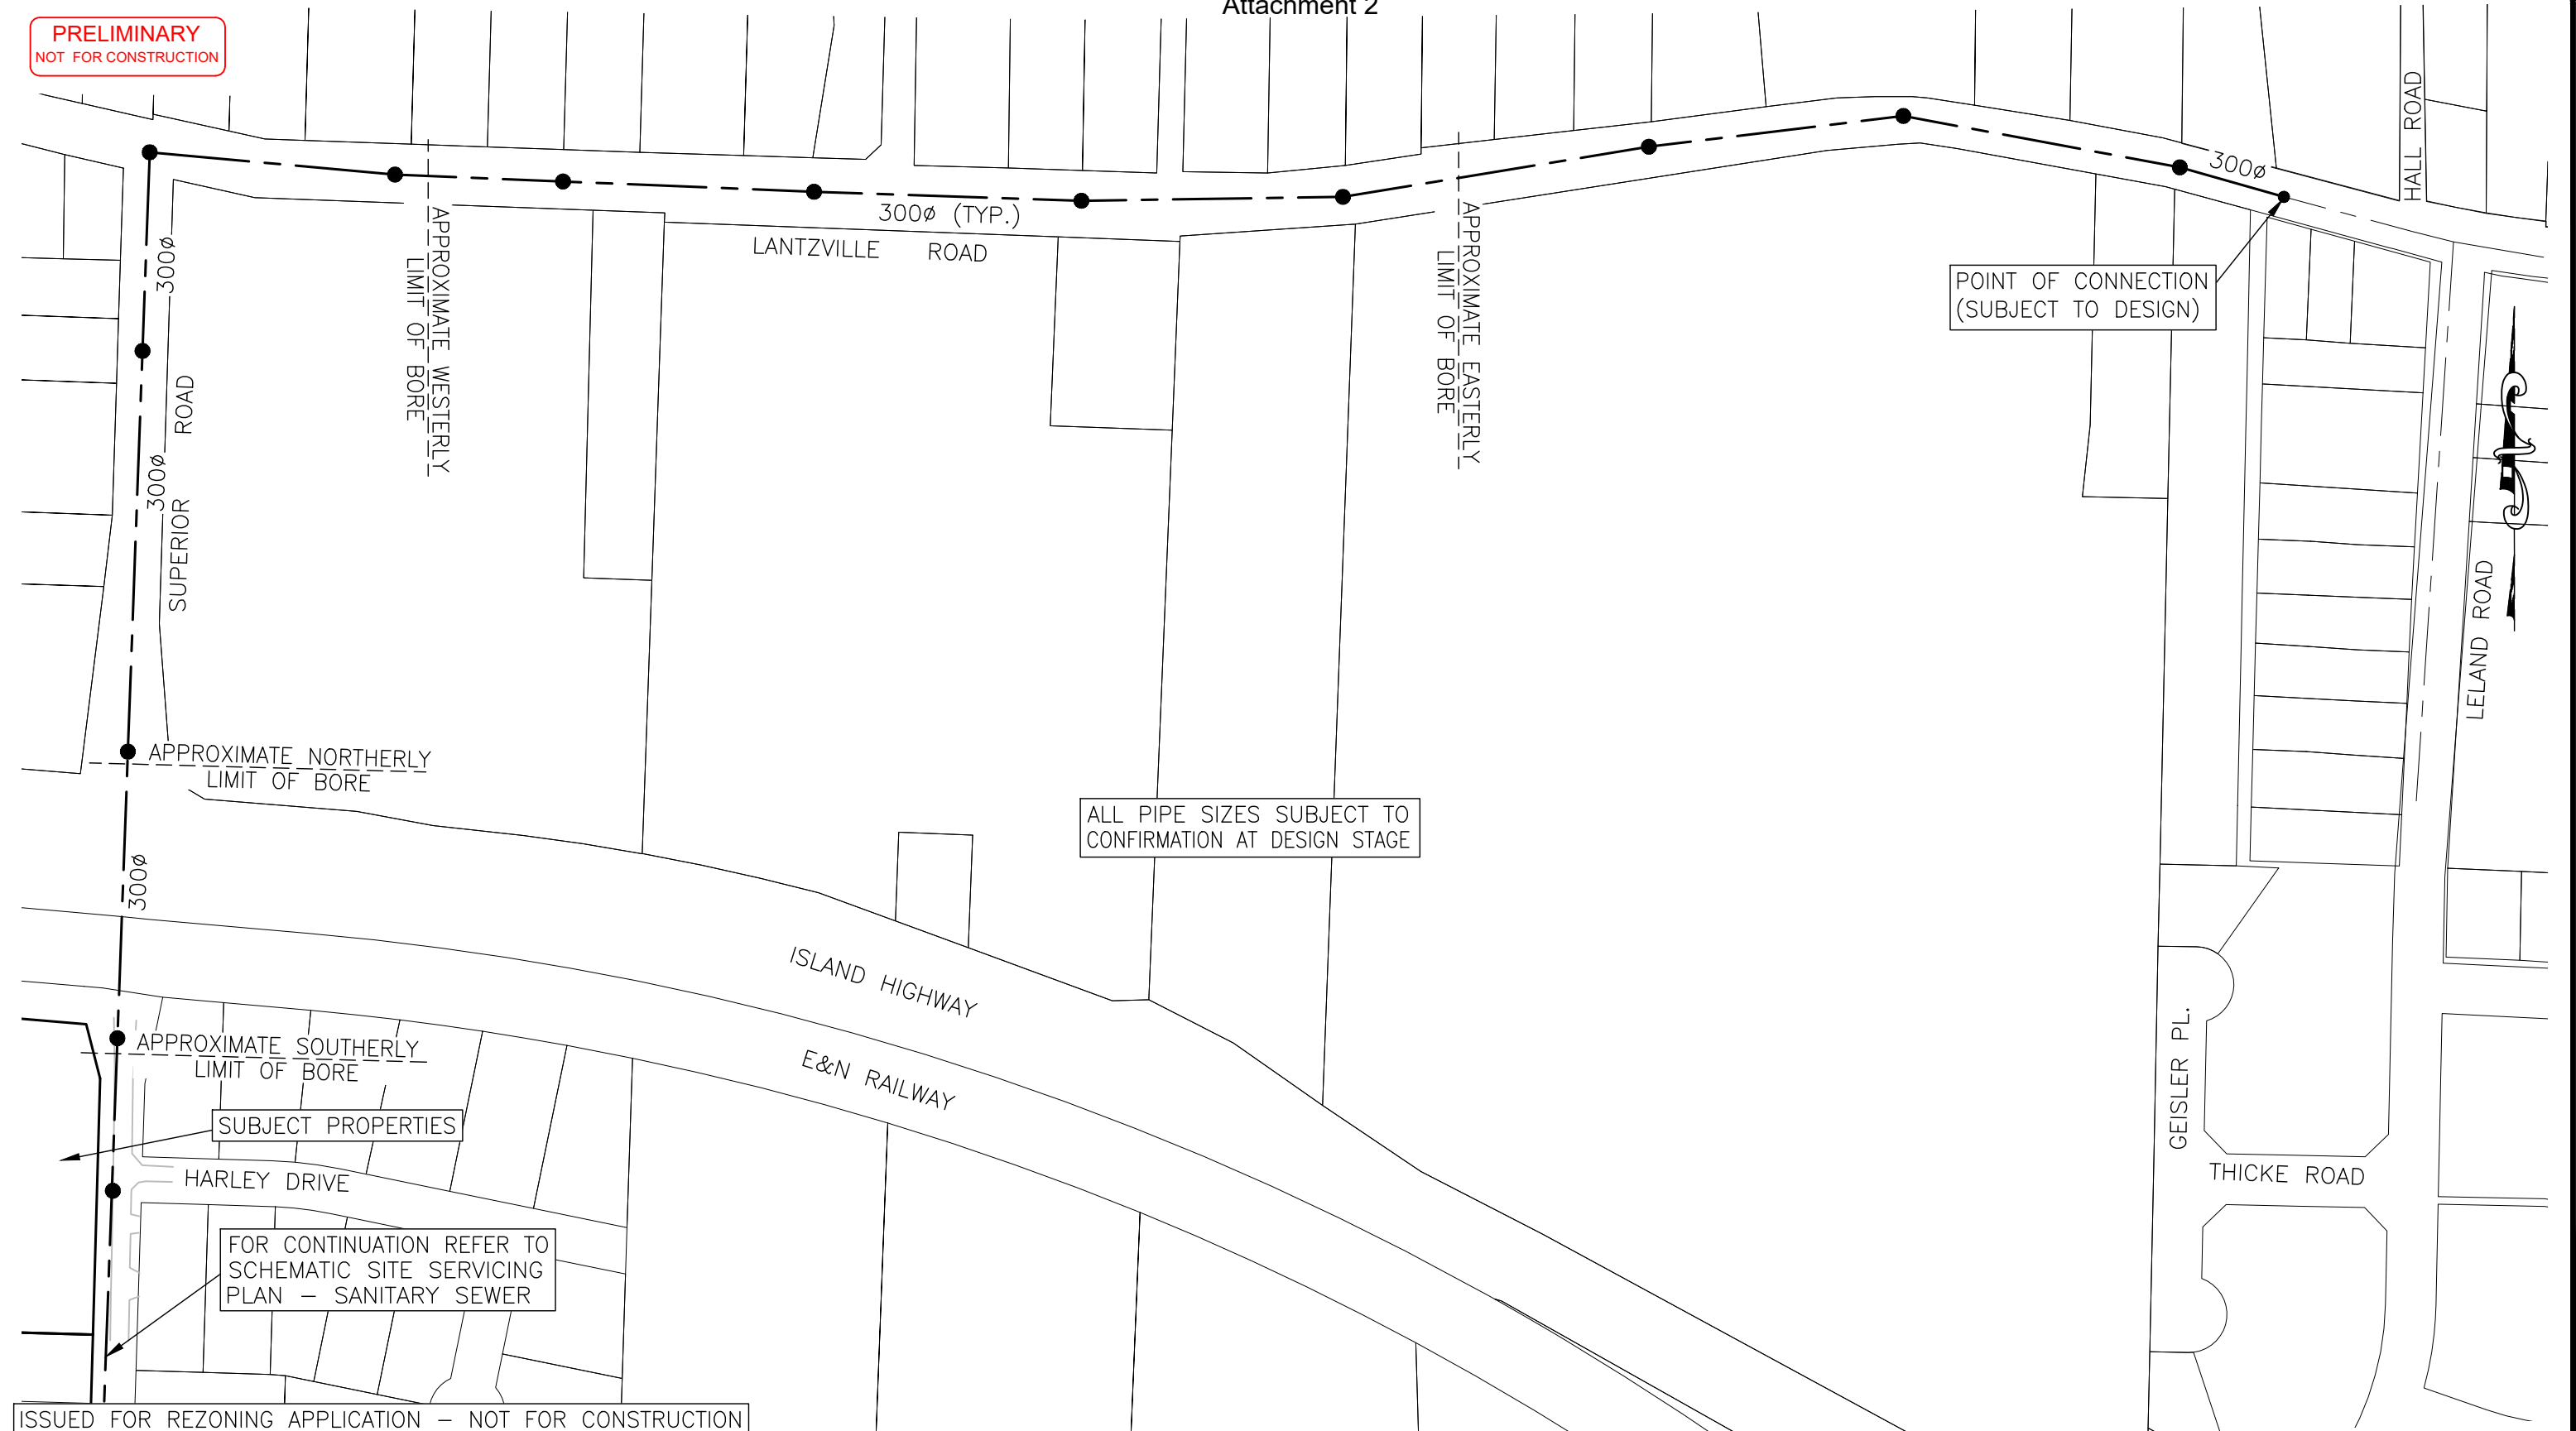 Attachment 2
PRELIMINARY
NOT FOR CONSTRUCTION
HALL ROAD
300ø
300ø (TYP.)
LANTZVILLE ROAD
300ø
APPROXIMATE WESTERLY
LIMIT OF BORE
APPROXIMATE EASTERLY
LIMIT OF BORE
POINT OF CONNECTION
(SUBJECT TO DESIGN)
300ø
SUPERIOR ROAD
LELAND ROAD
APPROXIMATE NORTHERLY
LIMIT OF BORE
ALL PIPE SIZES SUBJECT TO
CONFIRMATION AT DESIGN STAGE
300ø
ISLAND HIGHWAY
E&N RAILWAY
APPROXIMATE SOUTHERLY
LIMIT OF BORE
GEISLER PL.
SUBJECT PROPERTIES
HARLEY DRIVE
THICKE ROAD
FOR CONTINUATION REFER TO
SCHEMATIC SITE SERVICING
PLAN – SANITARY SEWER
ISSUED FOR REZONING APPLICATION – NOT FOR CONSTRUCTION